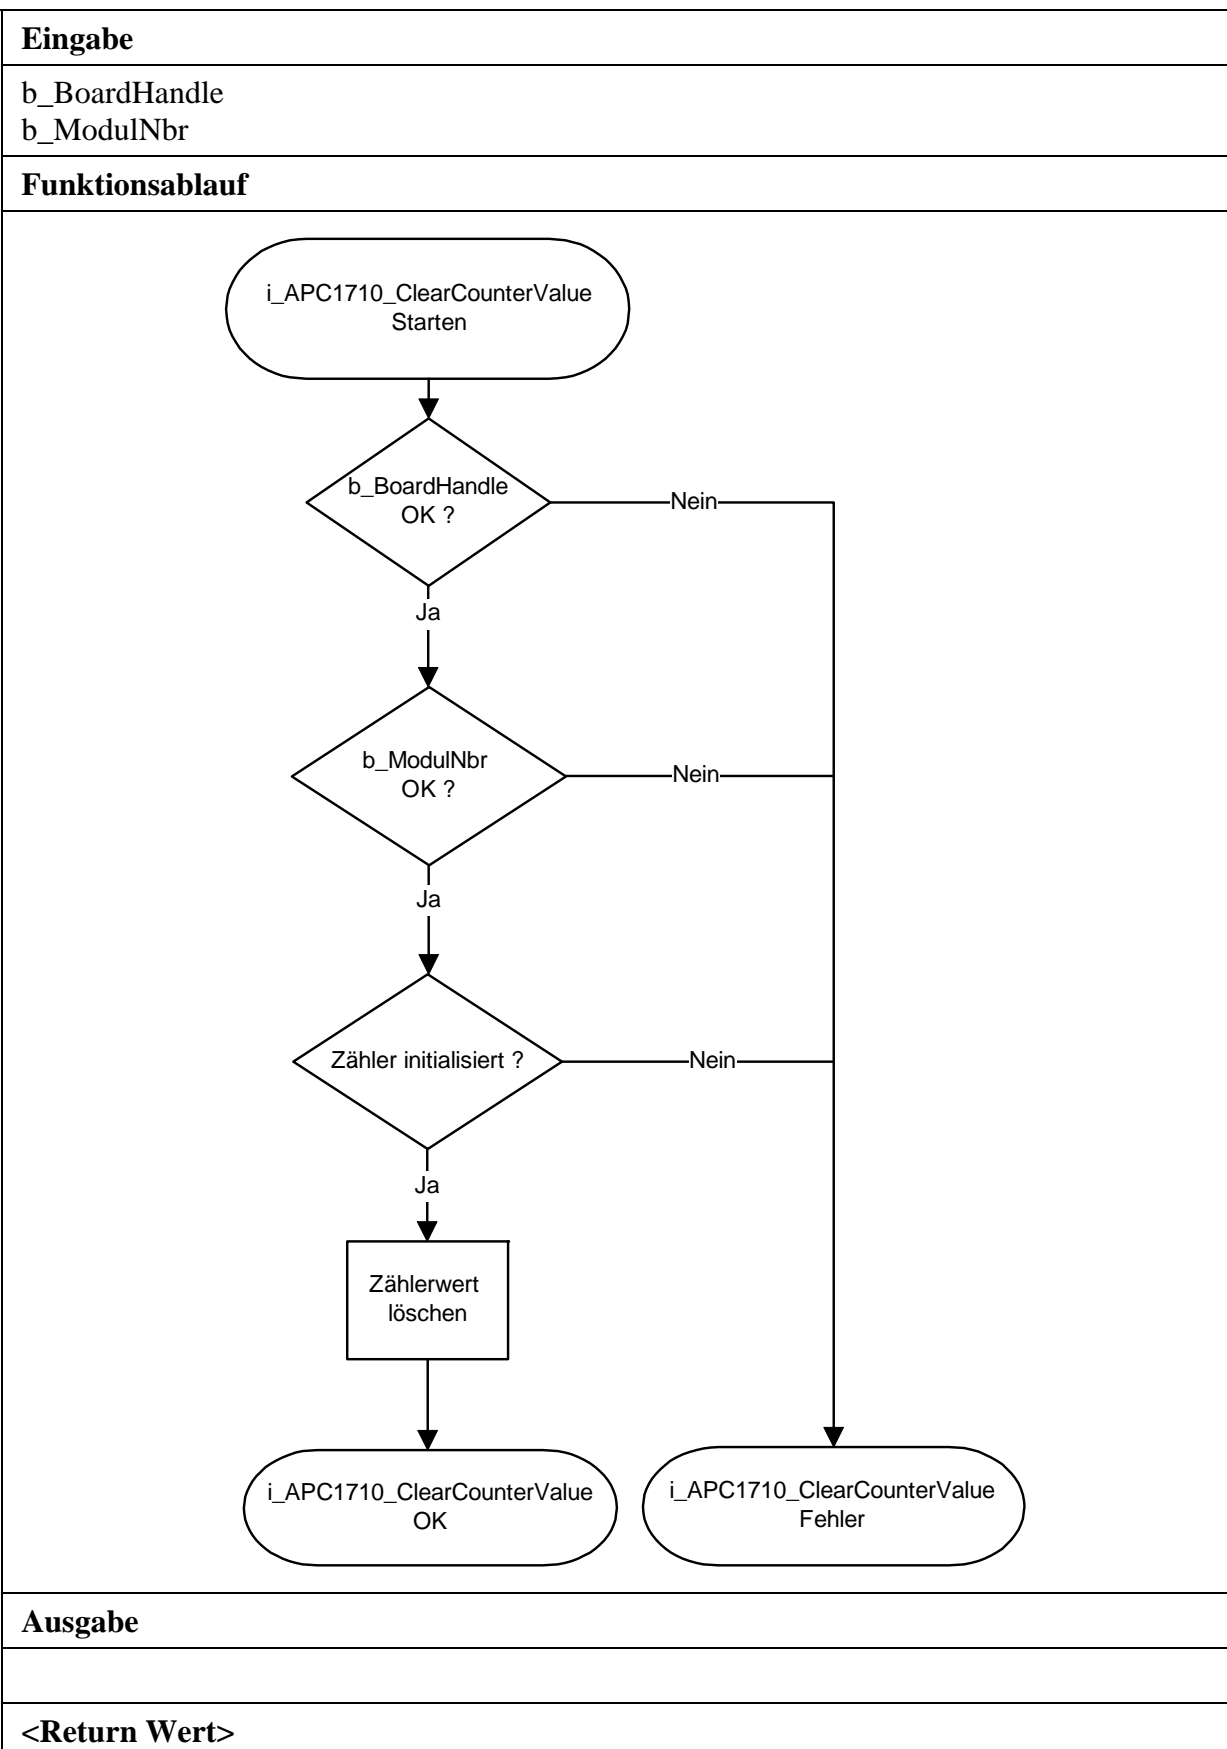 Eingabe
b_BoardHandle
b_ModulNbr
Funktionsablauf
i_APC1710_ClearCounterValue
Starten
b_BoardHandle
OK ?
Nein
Ja
b_ModulNbr
OK ?
Nein
Ja
Zähler initialisiert ?
Nein
Ja
Zählerwert
löschen
i_APC1710_ClearCounterValue
OK
i_APC1710_ClearCounterValue
Fehler
Ausgabe
<Return Wert>